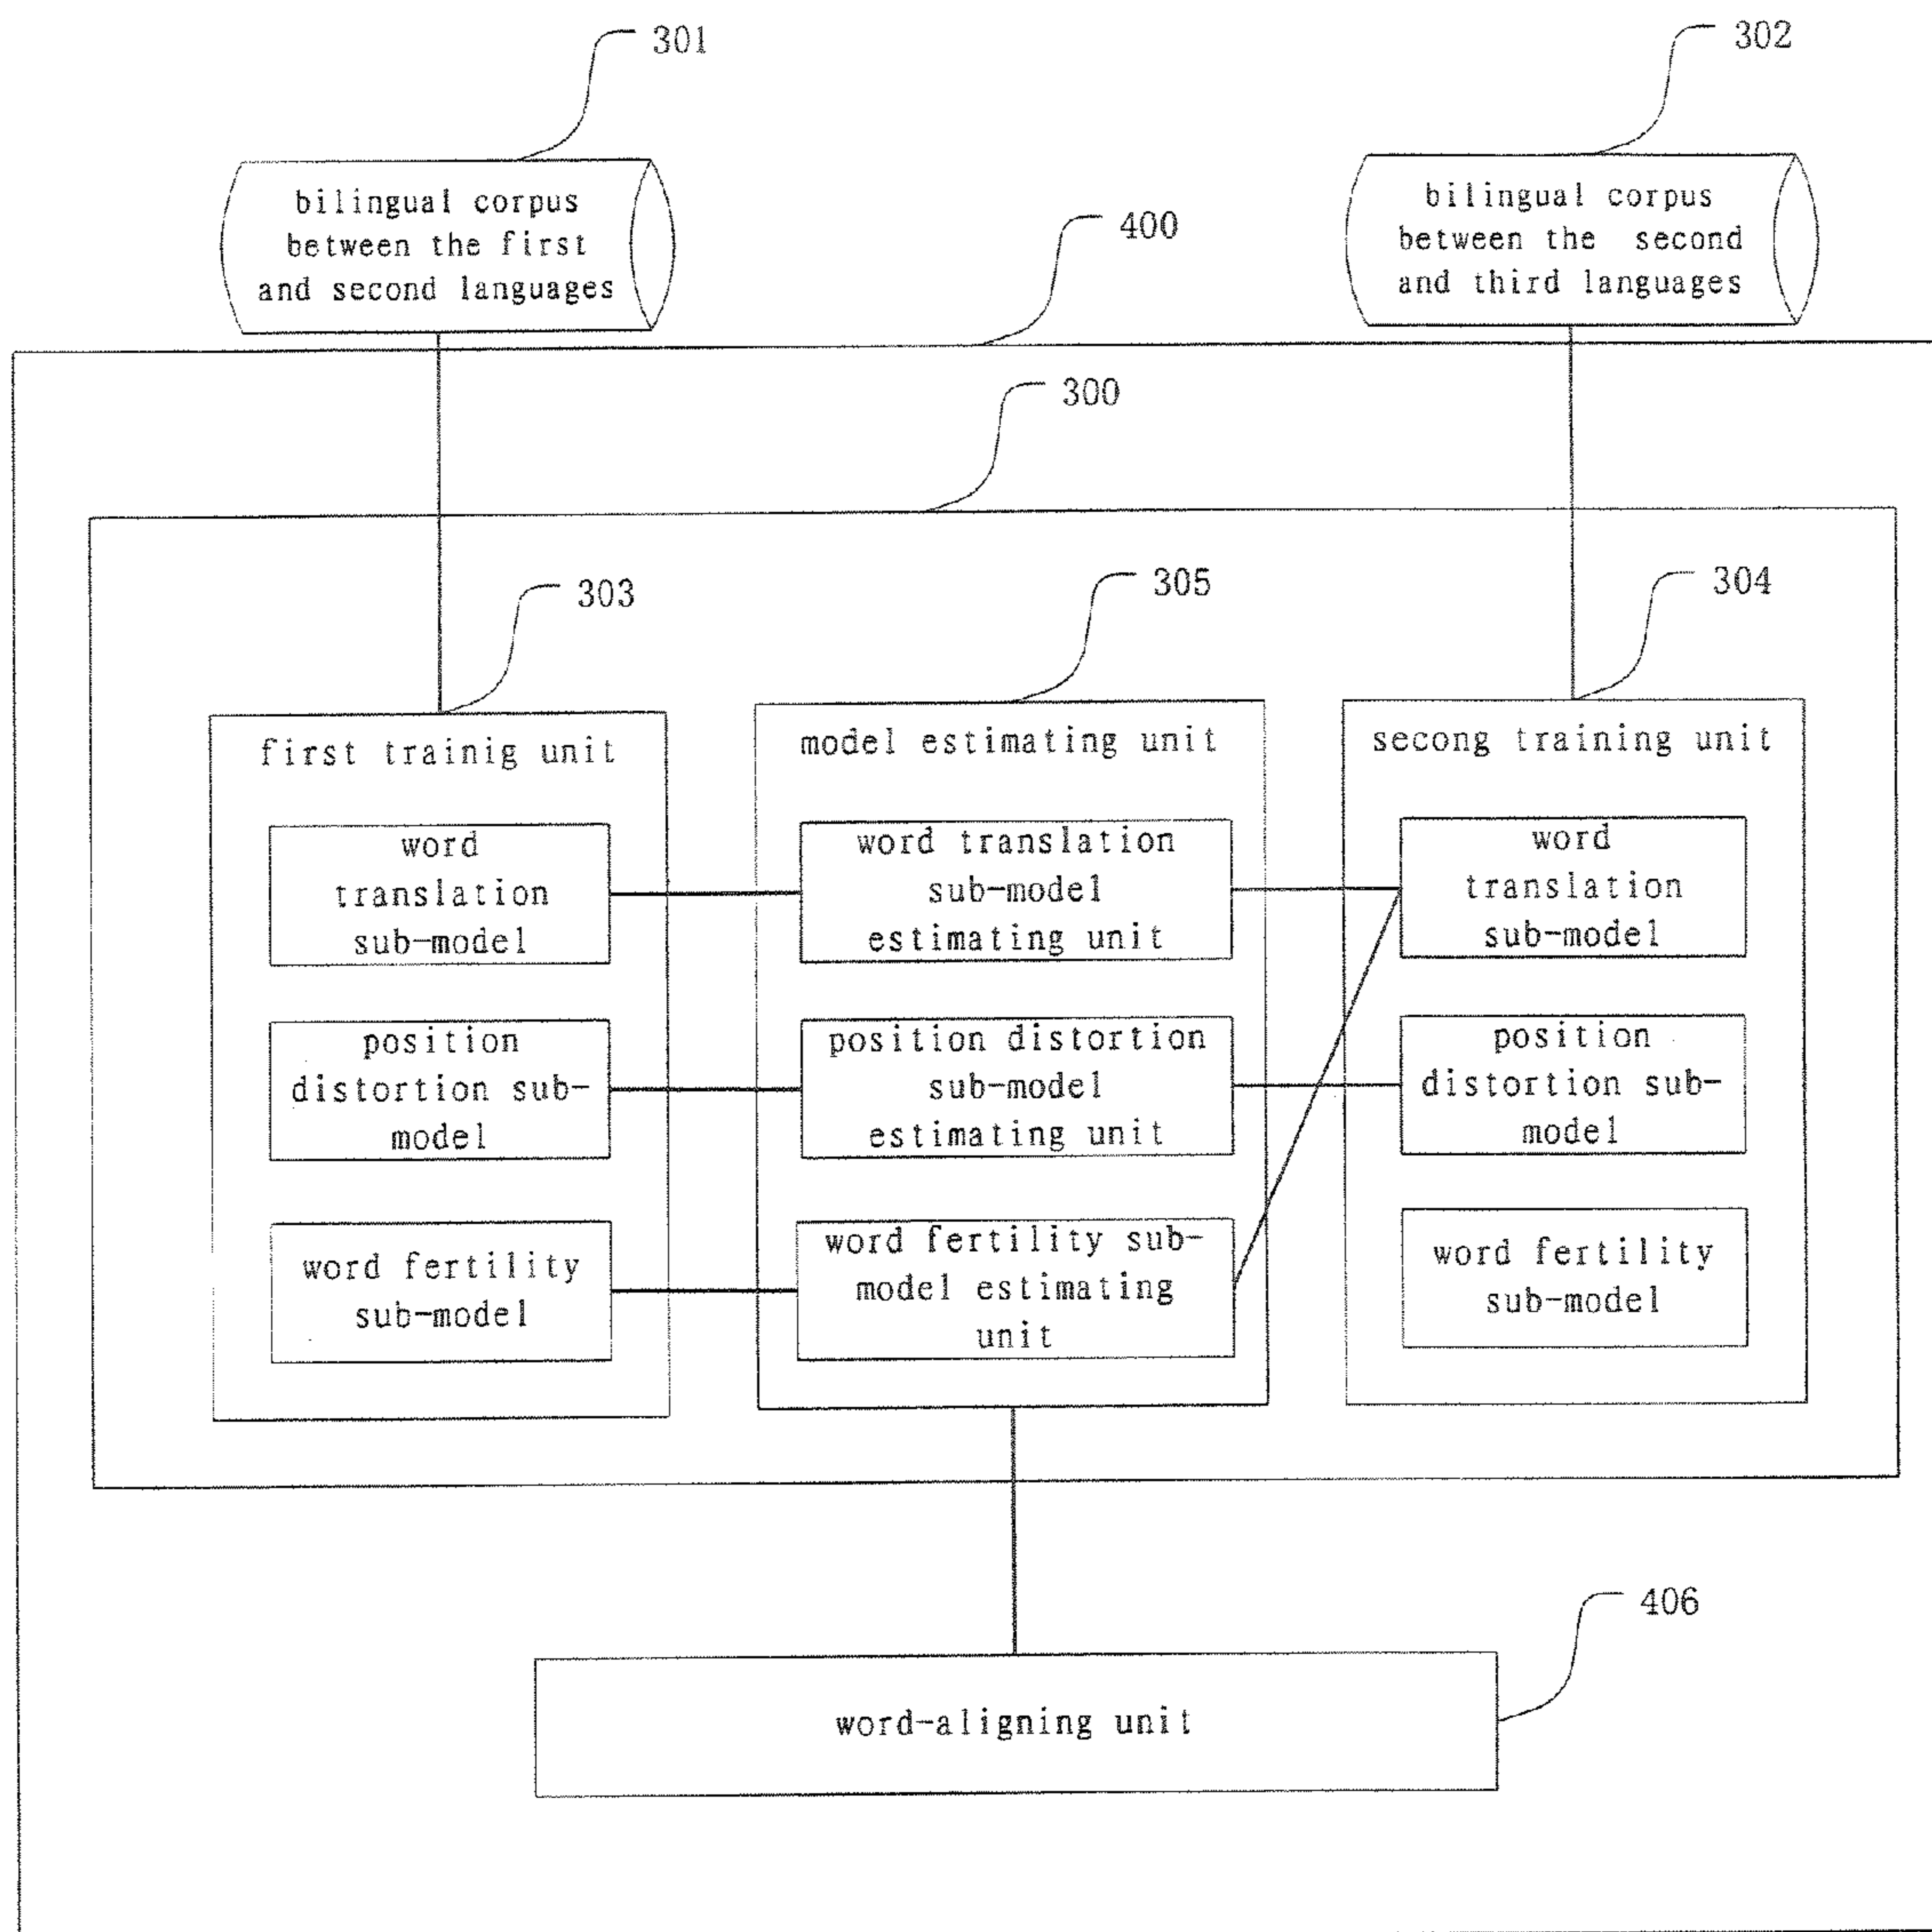 301
302
bilingual corpus
between the first
and second languages
bilingual corpus
between the second
and third languages
400
300
303
305
304
first trainig unit
word
translation
sub-model
position
distortion sub-
model
word fertility
sub-model
model estimating unit
word translation
sub-model
estimating unit
position distortion
sub-model
estimating unit
word fertility sub-
model estimating
unit
secong training unit
word
translation
sub-model
position
distortion sub-
model
word fertility
sub-model
406
word-aligning unit